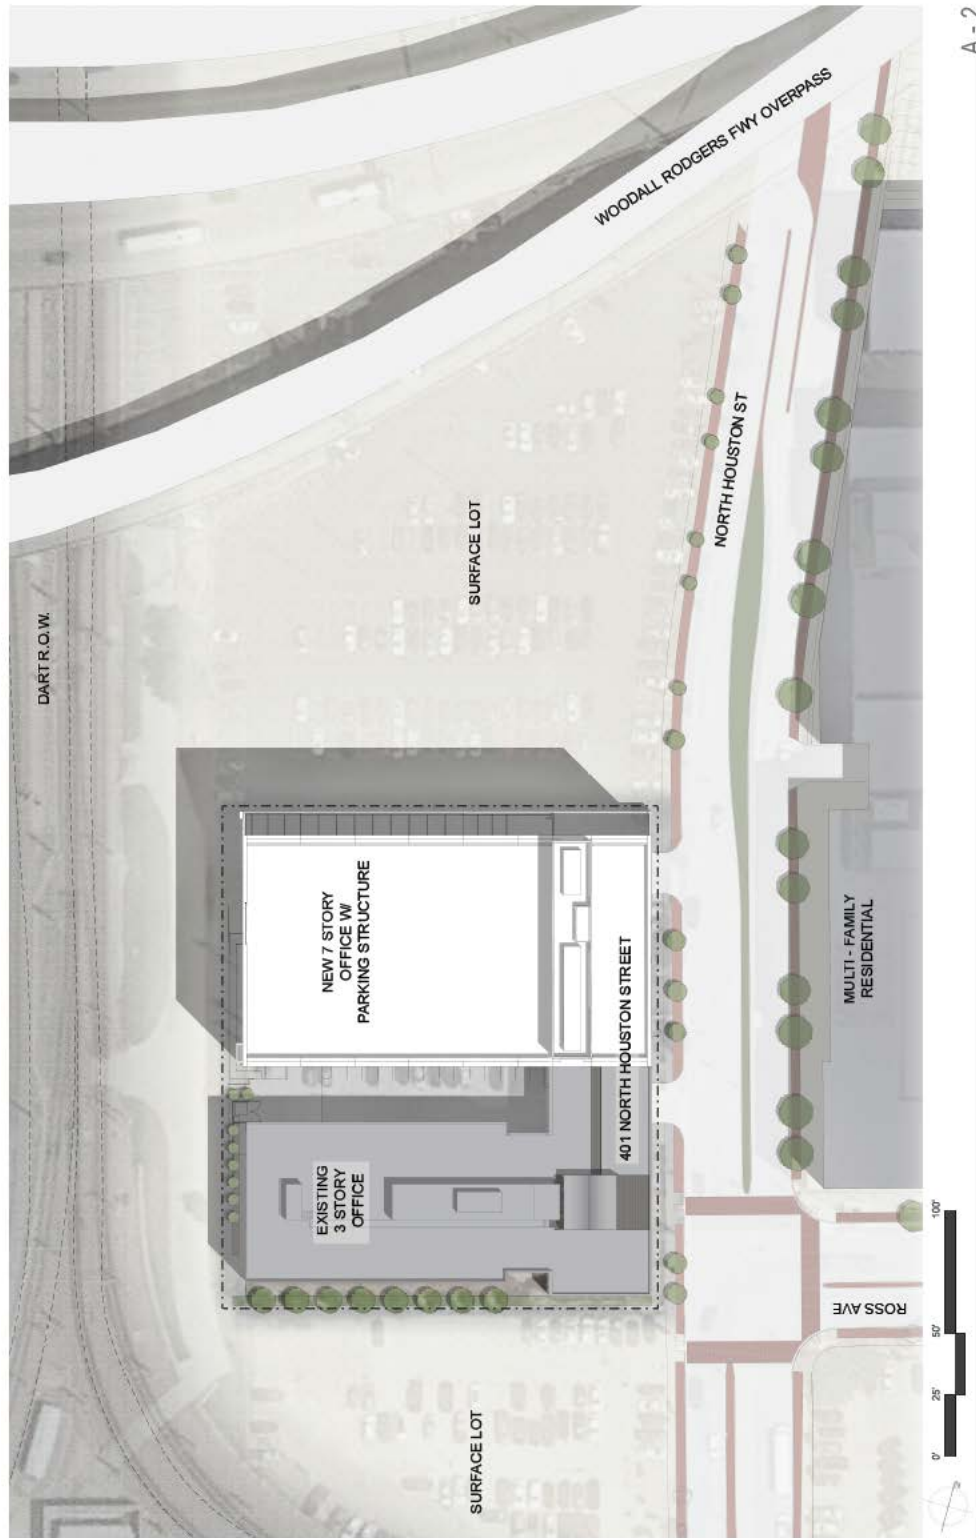 A - 2
WOODALL RODGERS FWY OVERPASS
NORTH HOUSTON ST
SURFACE LOT
DART R.O.W.
NEW 7 STORY
OFFICE W/
PARKING STRUCTURE
401 NORTH HOUSTON STREET
MULTI - FAMILY
RESIDENTIAL
EXISTING
3 STORY
OFFICE
ROSS AVE
SURFACE LOT
0'
25'
50'
100'